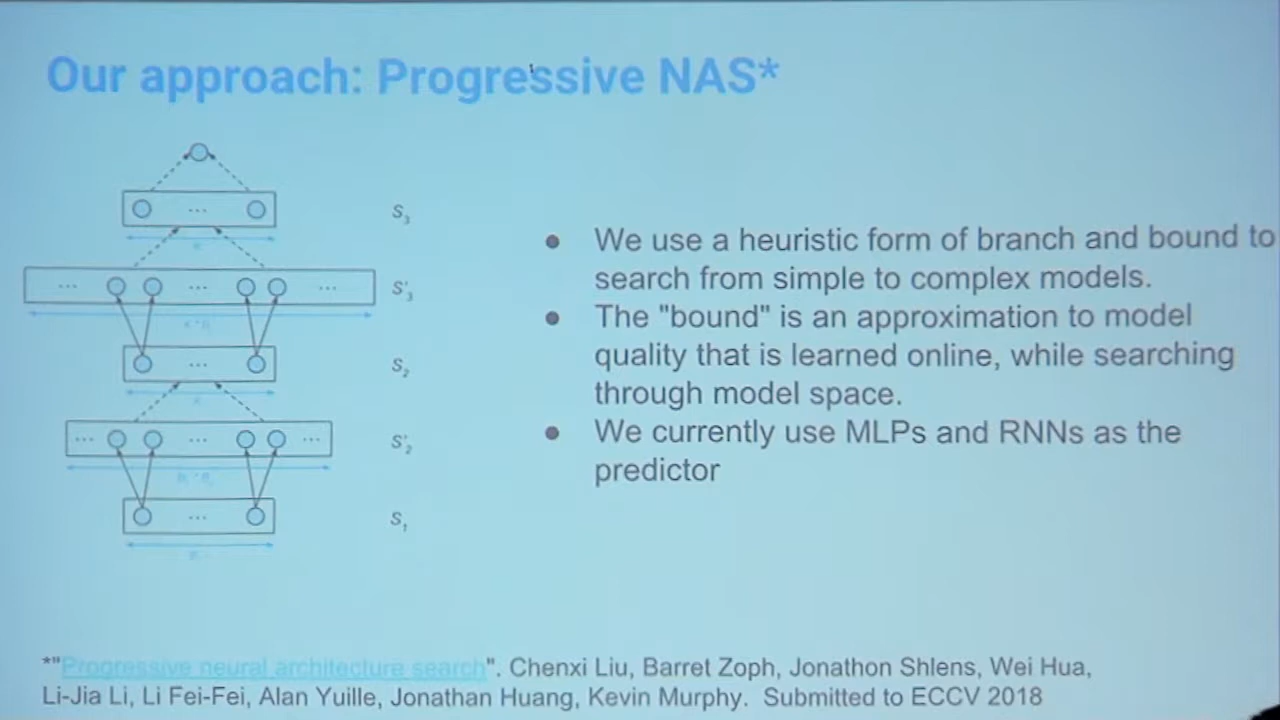 Our approach: Progressive NAS*
S3
S'3
S2
S'2
S1
● We use a heuristic form of branch and bound to
search from simple to complex models.
● The "bound" is an approximation to model
quality that is learned online, while searching
through model space.
● We currently use MLPs and RNNs as the
predictor
*"Progressive neural architecture search". Chenxi Liu, Barret Zoph, Jonathon Shlens, Wei Hua,
Li-Jia Li, Li Fei-Fei, Alan Yuille, Jonathan Huang, Kevin Murphy. Submitted to ECCV 2018